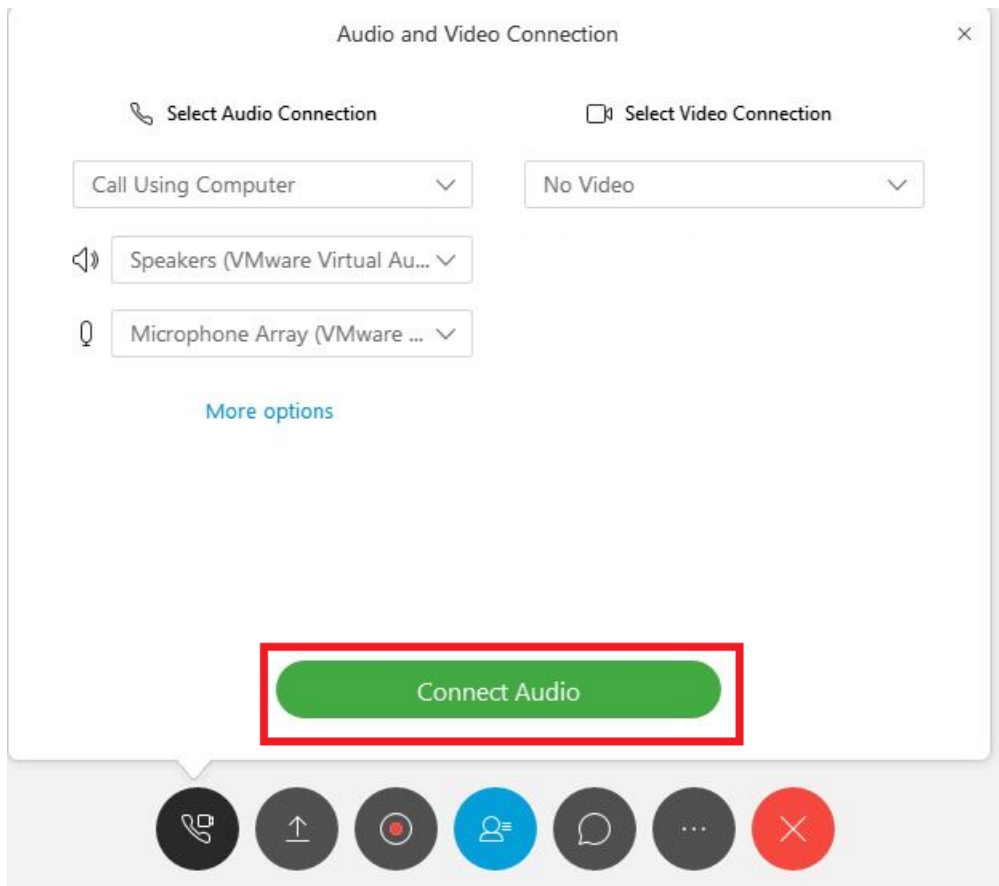 Audio and Video Connection
Select Audio Connection
Select Video Connection
Call Using Computer
No Video
Speakers (VMware Virtual Au...
Microphone Array (VMware ...
More options
Connect Audio